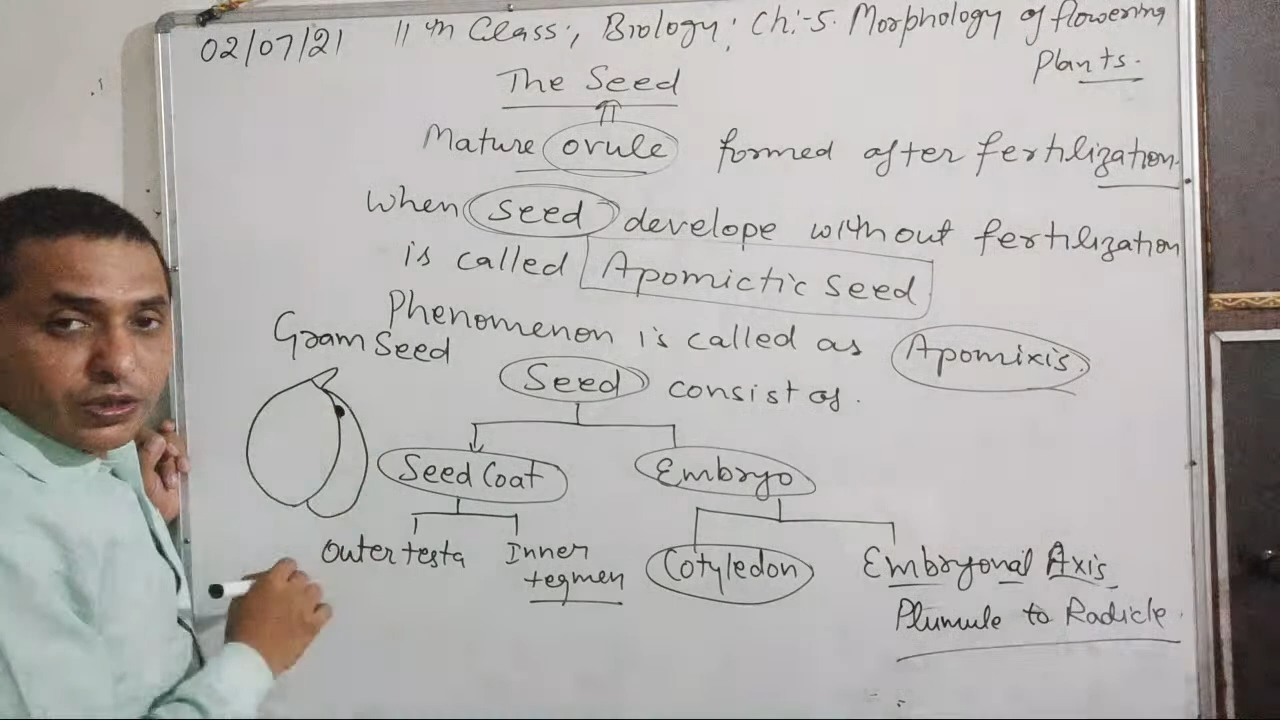 02/07/21 11th Class:, Biology: Ch:-5. Morphology of flowering
Plants.
The Seed
Mature ovule formed after fertilization.
When seed develope without fertilization
is called Apomictic seed
Phenomenon is called as Apomixis.
Gram Seed
Seed consist of.
Seed Coat Embryo
Outer testa Inner tegmen
Cotyledon Embryonal Axis
Plumule to Radicle.